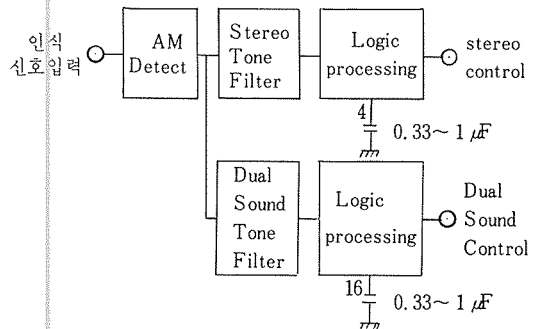 인식
신호입력
AM
Detect
Stereo
Tone
Filter
Logic
processing
stereo
control
4
0.33~1 μF
Dual
Sound
Tone
Filter
Logic
processing
Dual
Sound
Control
16
0.33~1 μF